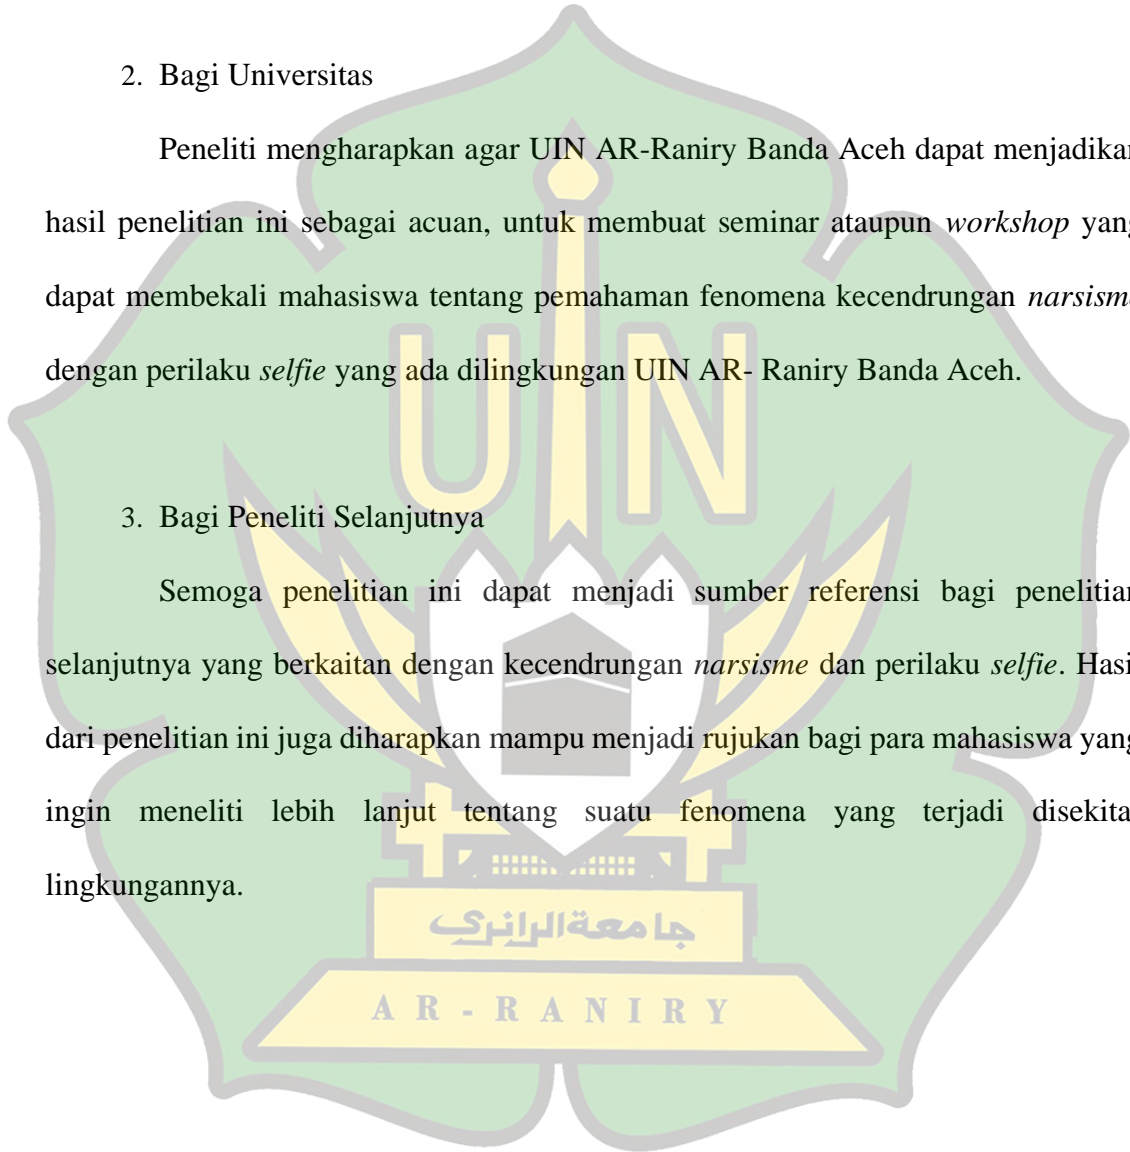 2. Bagi Universitas
Peneliti mengharapkan agar UIN AR-Raniry Banda Aceh dapat menjadikan
hasil penelitian ini sebagai acuan, untuk membuat seminar ataupun workshop yang
dapat membekali mahasiswa tentang pemahaman fenomena kecendrungan narsisme
dengan perilaku selfie yang ada dilingkungan UIN AR- Raniry Banda Aceh.
3. Bagi Peneliti Selanjutnya
Semoga penelitian ini dapat menjadi sumber referensi bagi penelitian
selanjutnya yang berkaitan dengan kecendrungan narsisme dan perilaku selfie. Hasil
dari penelitian ini juga diharapkan mampu menjadi rujukan bagi para mahasiswa yang
ingin meneliti lebih lanjut tentang suatu fenomena yang terjadi disekita
lingkungannya.
UIN
جامعةالرانري
AR-RANIRY